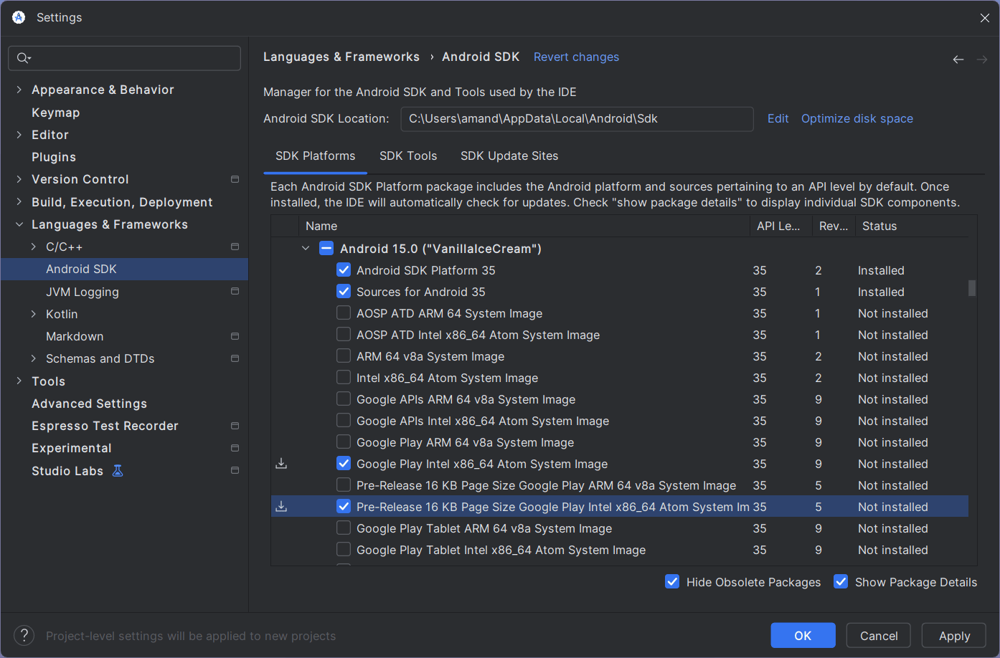 Settings
Languages & Frameworks › Android SDK Revert changes
Appearance & Behavior
Keymap
Editor
Plugins
Version Control
Build, Execution, Deployment
Languages & Frameworks
C/C++
Android SDK
JVM Logging
Kotlin
Markdown
Schemas and DTDs
Tools
Advanced Settings
Espresso Test Recorder
Experimental
Studio Labs
Manager for the Android SDK and Tools used by the IDE
Android SDK Location: C:\Users\amand\AppData\Local\Android\Sdk Edit Optimize disk space
SDK Platforms SDK Tools SDK Update Sites
Each Android SDK Platform package includes the Android platform and sources pertaining to an API level by default. Once
installed, the IDE will automatically check for updates. Check "show package details" to display individual SDK components.
Name API Le... Rev... Status
Android 15.0 ("VanillaIceCream")
Android SDK Platform 35 35 2 Installed
Sources for Android 35 35 1 Installed
AOSP ATD ARM 64 System Image 35 1 Not installed
AOSP ATD Intel x86_64 Atom System Image 35 1 Not installed
ARM 64 v8a System Image 35 2 Not installed
Intel x86_64 Atom System Image 35 2 Not installed
Google APIs ARM 64 v8a System Image 35 9 Not installed
Google APIs Intel x86_64 Atom System Image 35 9 Not installed
Google Play ARM 64 v8a System Image 35 9 Not installed
Google Play Intel x86_64 Atom System Image 35 9 Not installed
Pre-Release 16 KB Page Size Google Play ARM 64 v8a System Image 35 5 Not installed
Pre-Release 16 KB Page Size Google Play Intel x86_64 Atom System Im 35 5 Not installed
Google Play Tablet ARM 64 v8a System Image 35 9 Not installed
Google Play Tablet Intel x86_64 Atom System Image 35 9 Not installed
Hide Obsolete Packages Show Package Details
? Project-level settings will be applied to new projects
OK Cancel Apply